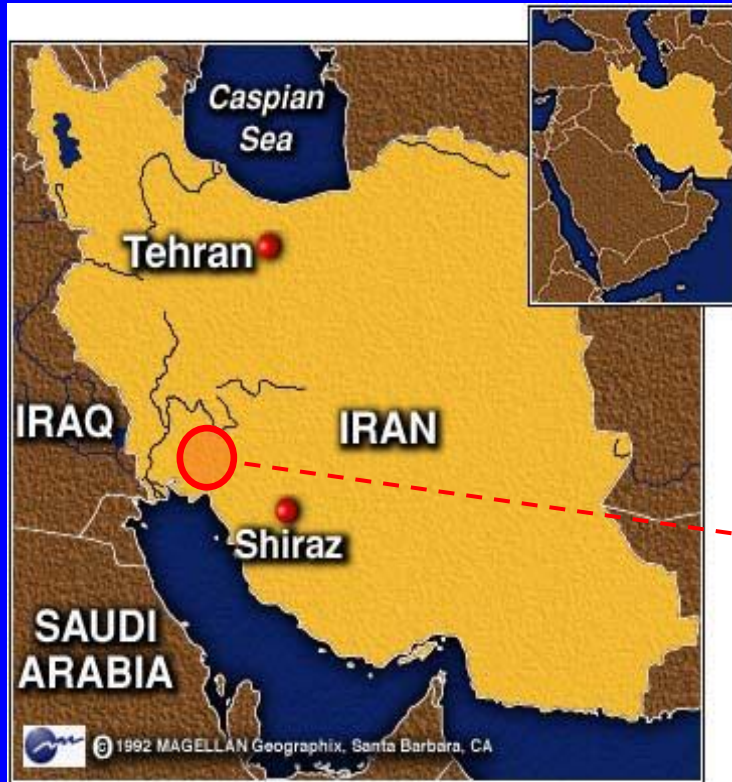 Caspian
Sea
Tehran
IRAQ
IRAN
Shiraz
SAUDI
ARABIA
© 1992 MAGELLAN Geographix, Santa Barbara, CA